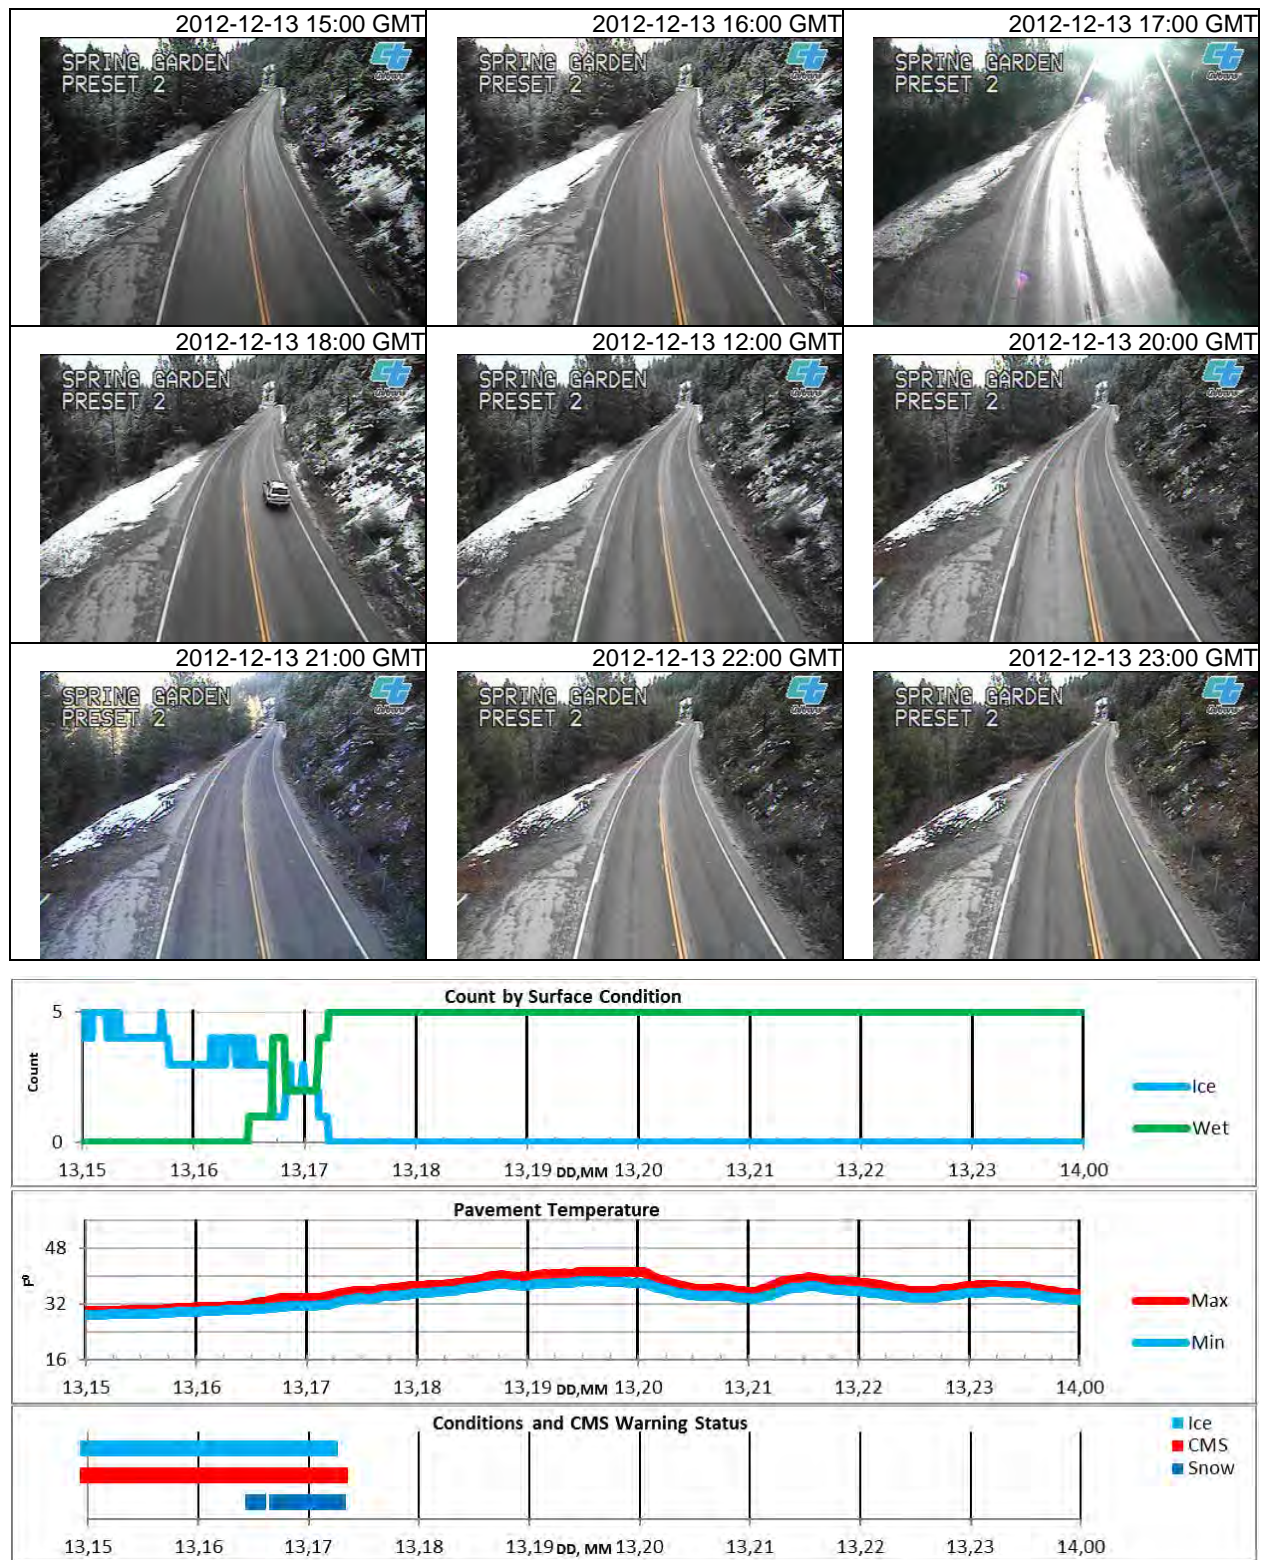 2012-12-13 15:00 GMT
2012-12-13 16:00 GMT
2012-12-13 17:00 GMT
SPRING GARDEN
PRESET 2
SPRING GARDEN
PRESET 2
SPRING GARDEN
PRESET 2
2012-12-13 18:00 GMT
2012-12-13 12:00 GMT
2012-12-13 20:00 GMT
SPRING GARDEN
PRESET 2
SPRING GARDEN
PRESET 2
SPRING GARDEN
PRESET 2
2012-12-13 21:00 GMT
2012-12-13 22:00 GMT
2012-12-13 23:00 GMT
SPRING GARDEN
PRESET 2
SPRING GARDEN
PRESET 2
SPRING GARDEN
PRESET 2
Count by Surface Condition
Count
5
0
Ice
Wet
13,15 13,16 13,17 13,18 13,19 DD,MM 13,20 13,21 13,22 13,23 14,00
Pavement Temperature
Fº
48
32
16
Max
Min
13,15 13,16 13,17 13,18 13,19 DD,MM 13,20 13,21 13,22 13,23 14,00
Conditions and CMS Warning Status
Ice
CMS
Snow
13,15 13,16 13,17 13,18 13,19 DD, MM 13,20 13,21 13,22 13,23 14,00